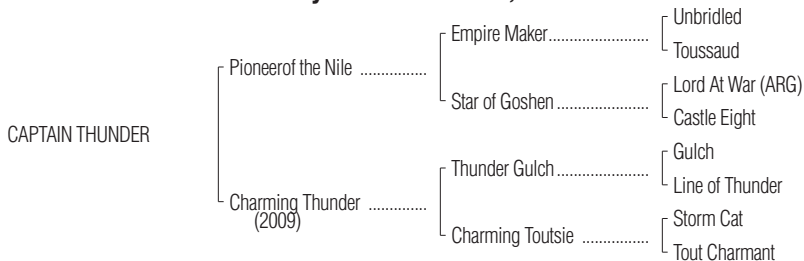 Unbridled
Empire Maker.......................
Toussaud
Pioneerof the Nile ................
Lord At War (ARG)
Star of Goshen .....................
Castle Eight
CAPTAIN THUNDER
Gulch
Thunder Gulch.....................
Line of Thunder
Charming Thunder ..............
(2009)
Storm Cat
Charming Toutsie ................
Tout Charmant